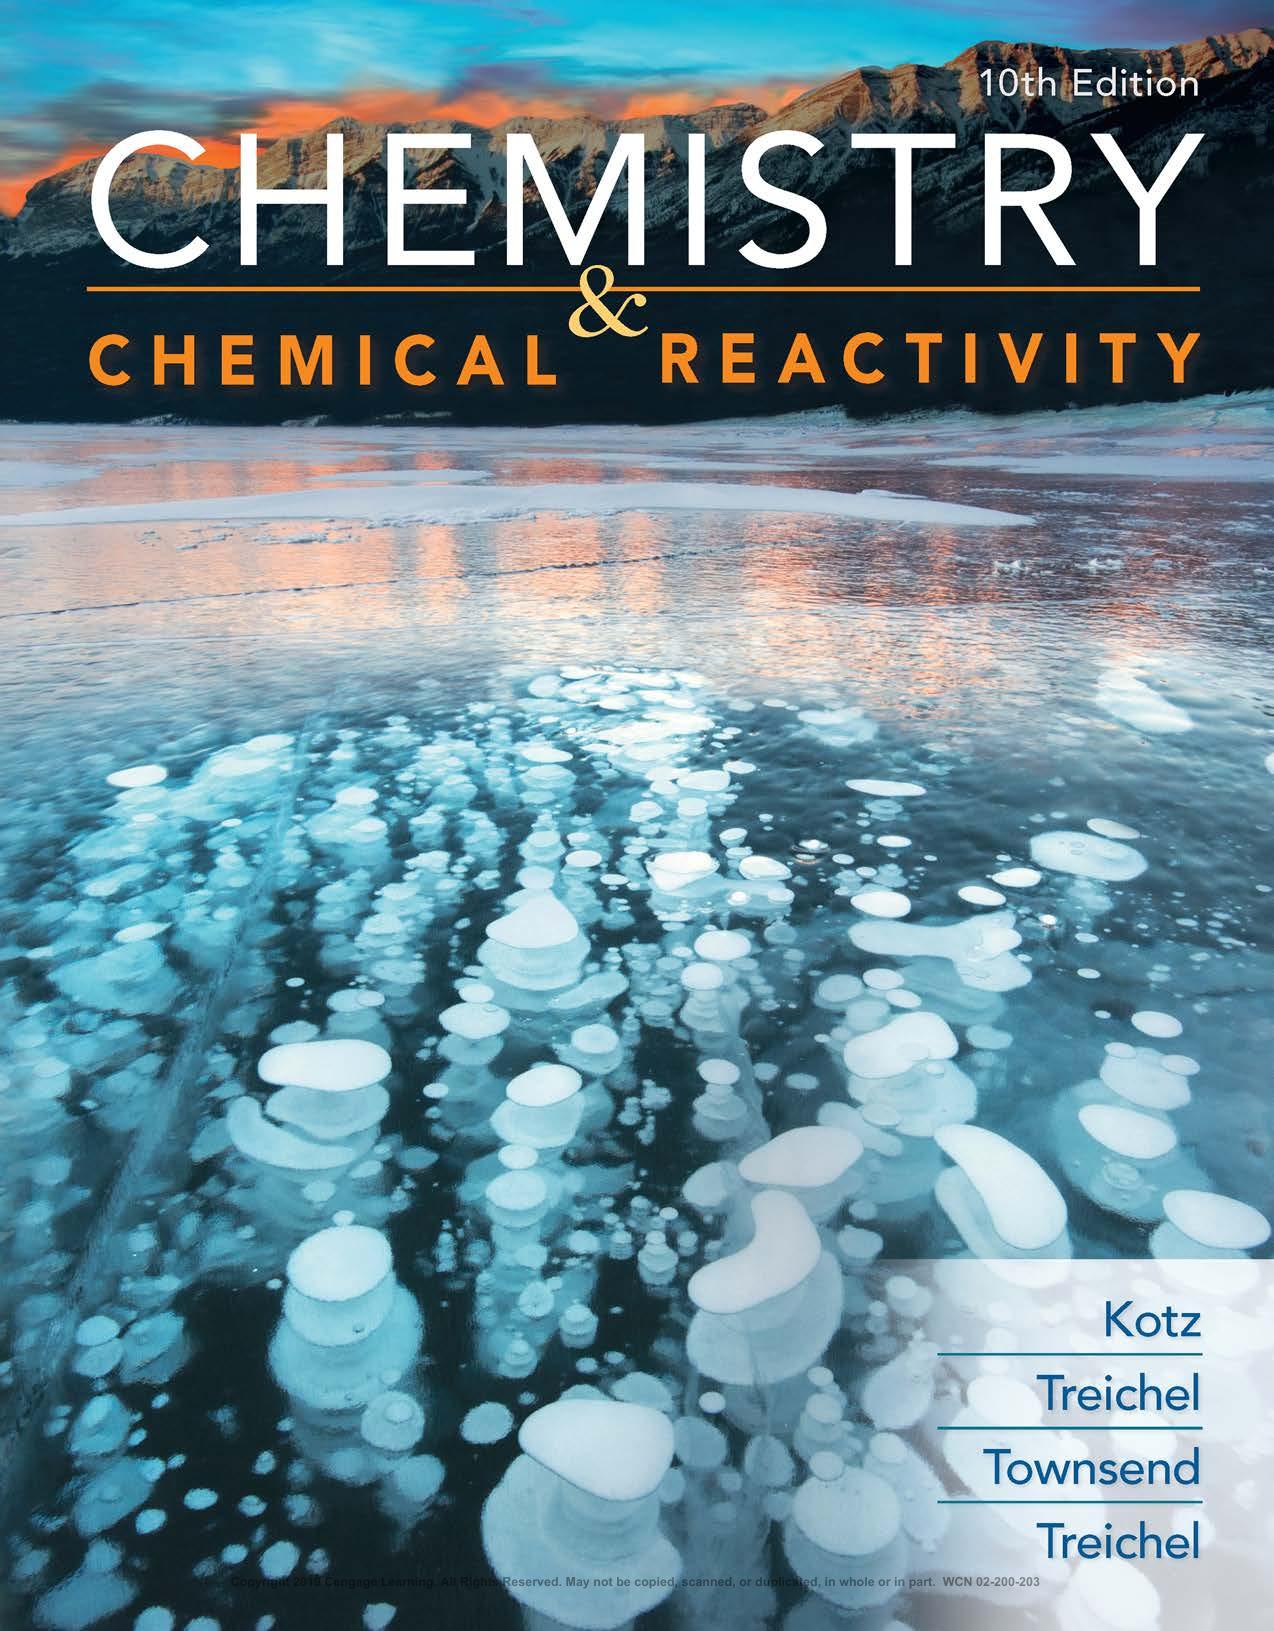 10th Edition
CHEMISTRY
&
CHEMICAL REACTIVITY
Kotz
Treichel
Townsend
Treichel
Copyright 2019 Cengage Learning. All Rights Reserved. May not be copied, scanned, or duplicated, in whole or in part. WCN 02-200-203